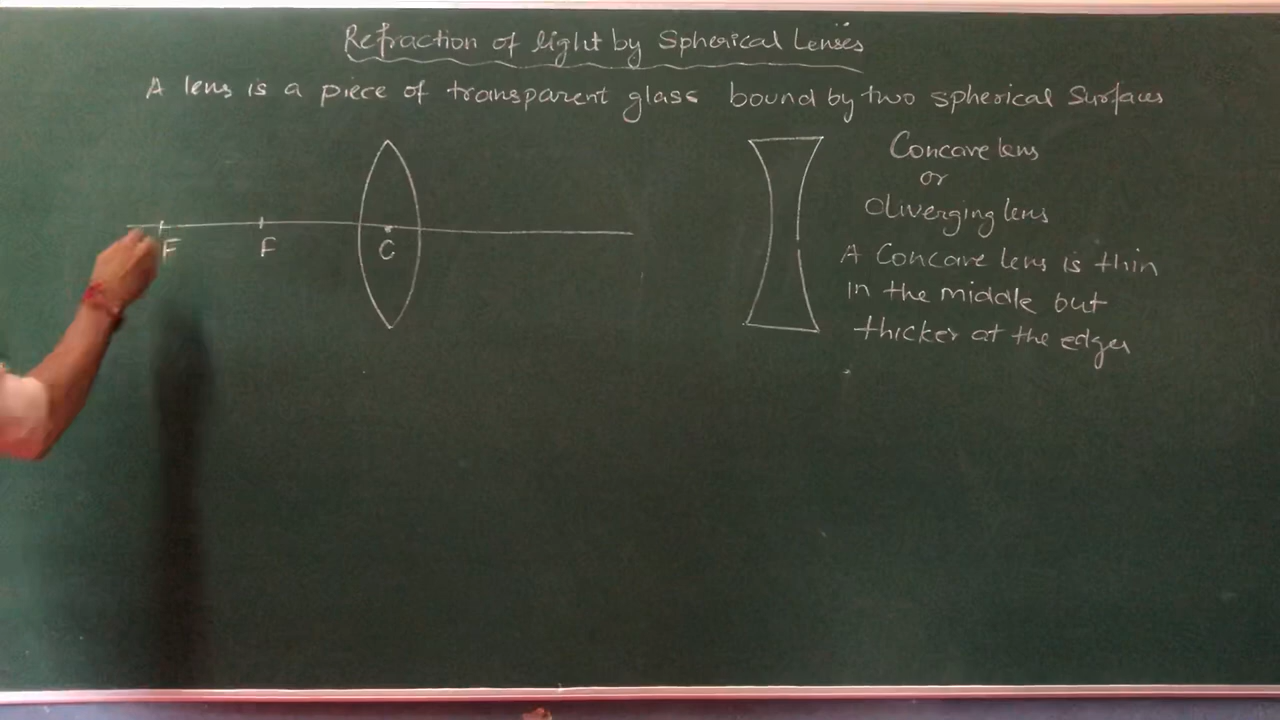 Refraction of light by Spherical Lenses
A lens is a piece of transparent glass bound by two spherical Surfaces
F F C
Concave lens
or
Diverging lens
A Concave lens is thin
in the middle but
thicker at the edges